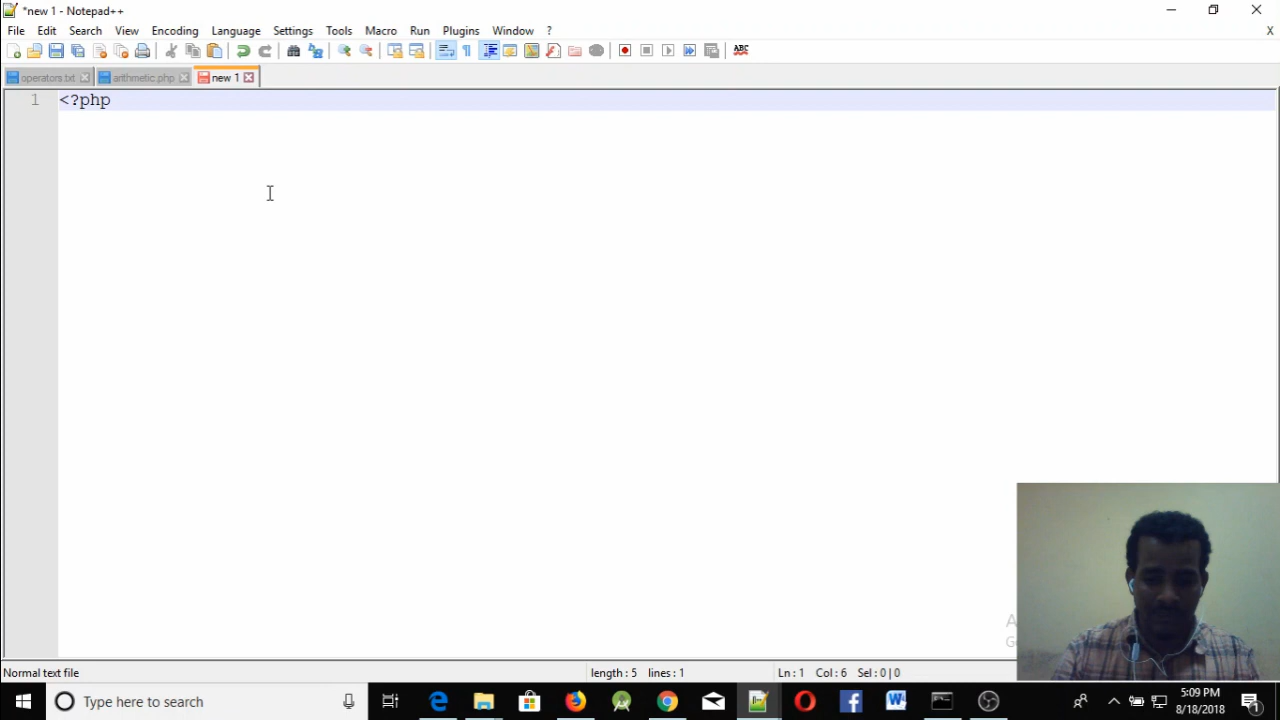 *new 1 - Notepad++
File Edit Search View Encoding Language Settings Tools Macro Run Plugins Window ? X
ABC
operators.txt arithmetic.php new 1
1 <?php
Normal text file length : 5 lines : 1 Ln : 1 Col : 6 Sel : 0 | 0
Type here to search
5:09 PM
8/18/2018
1